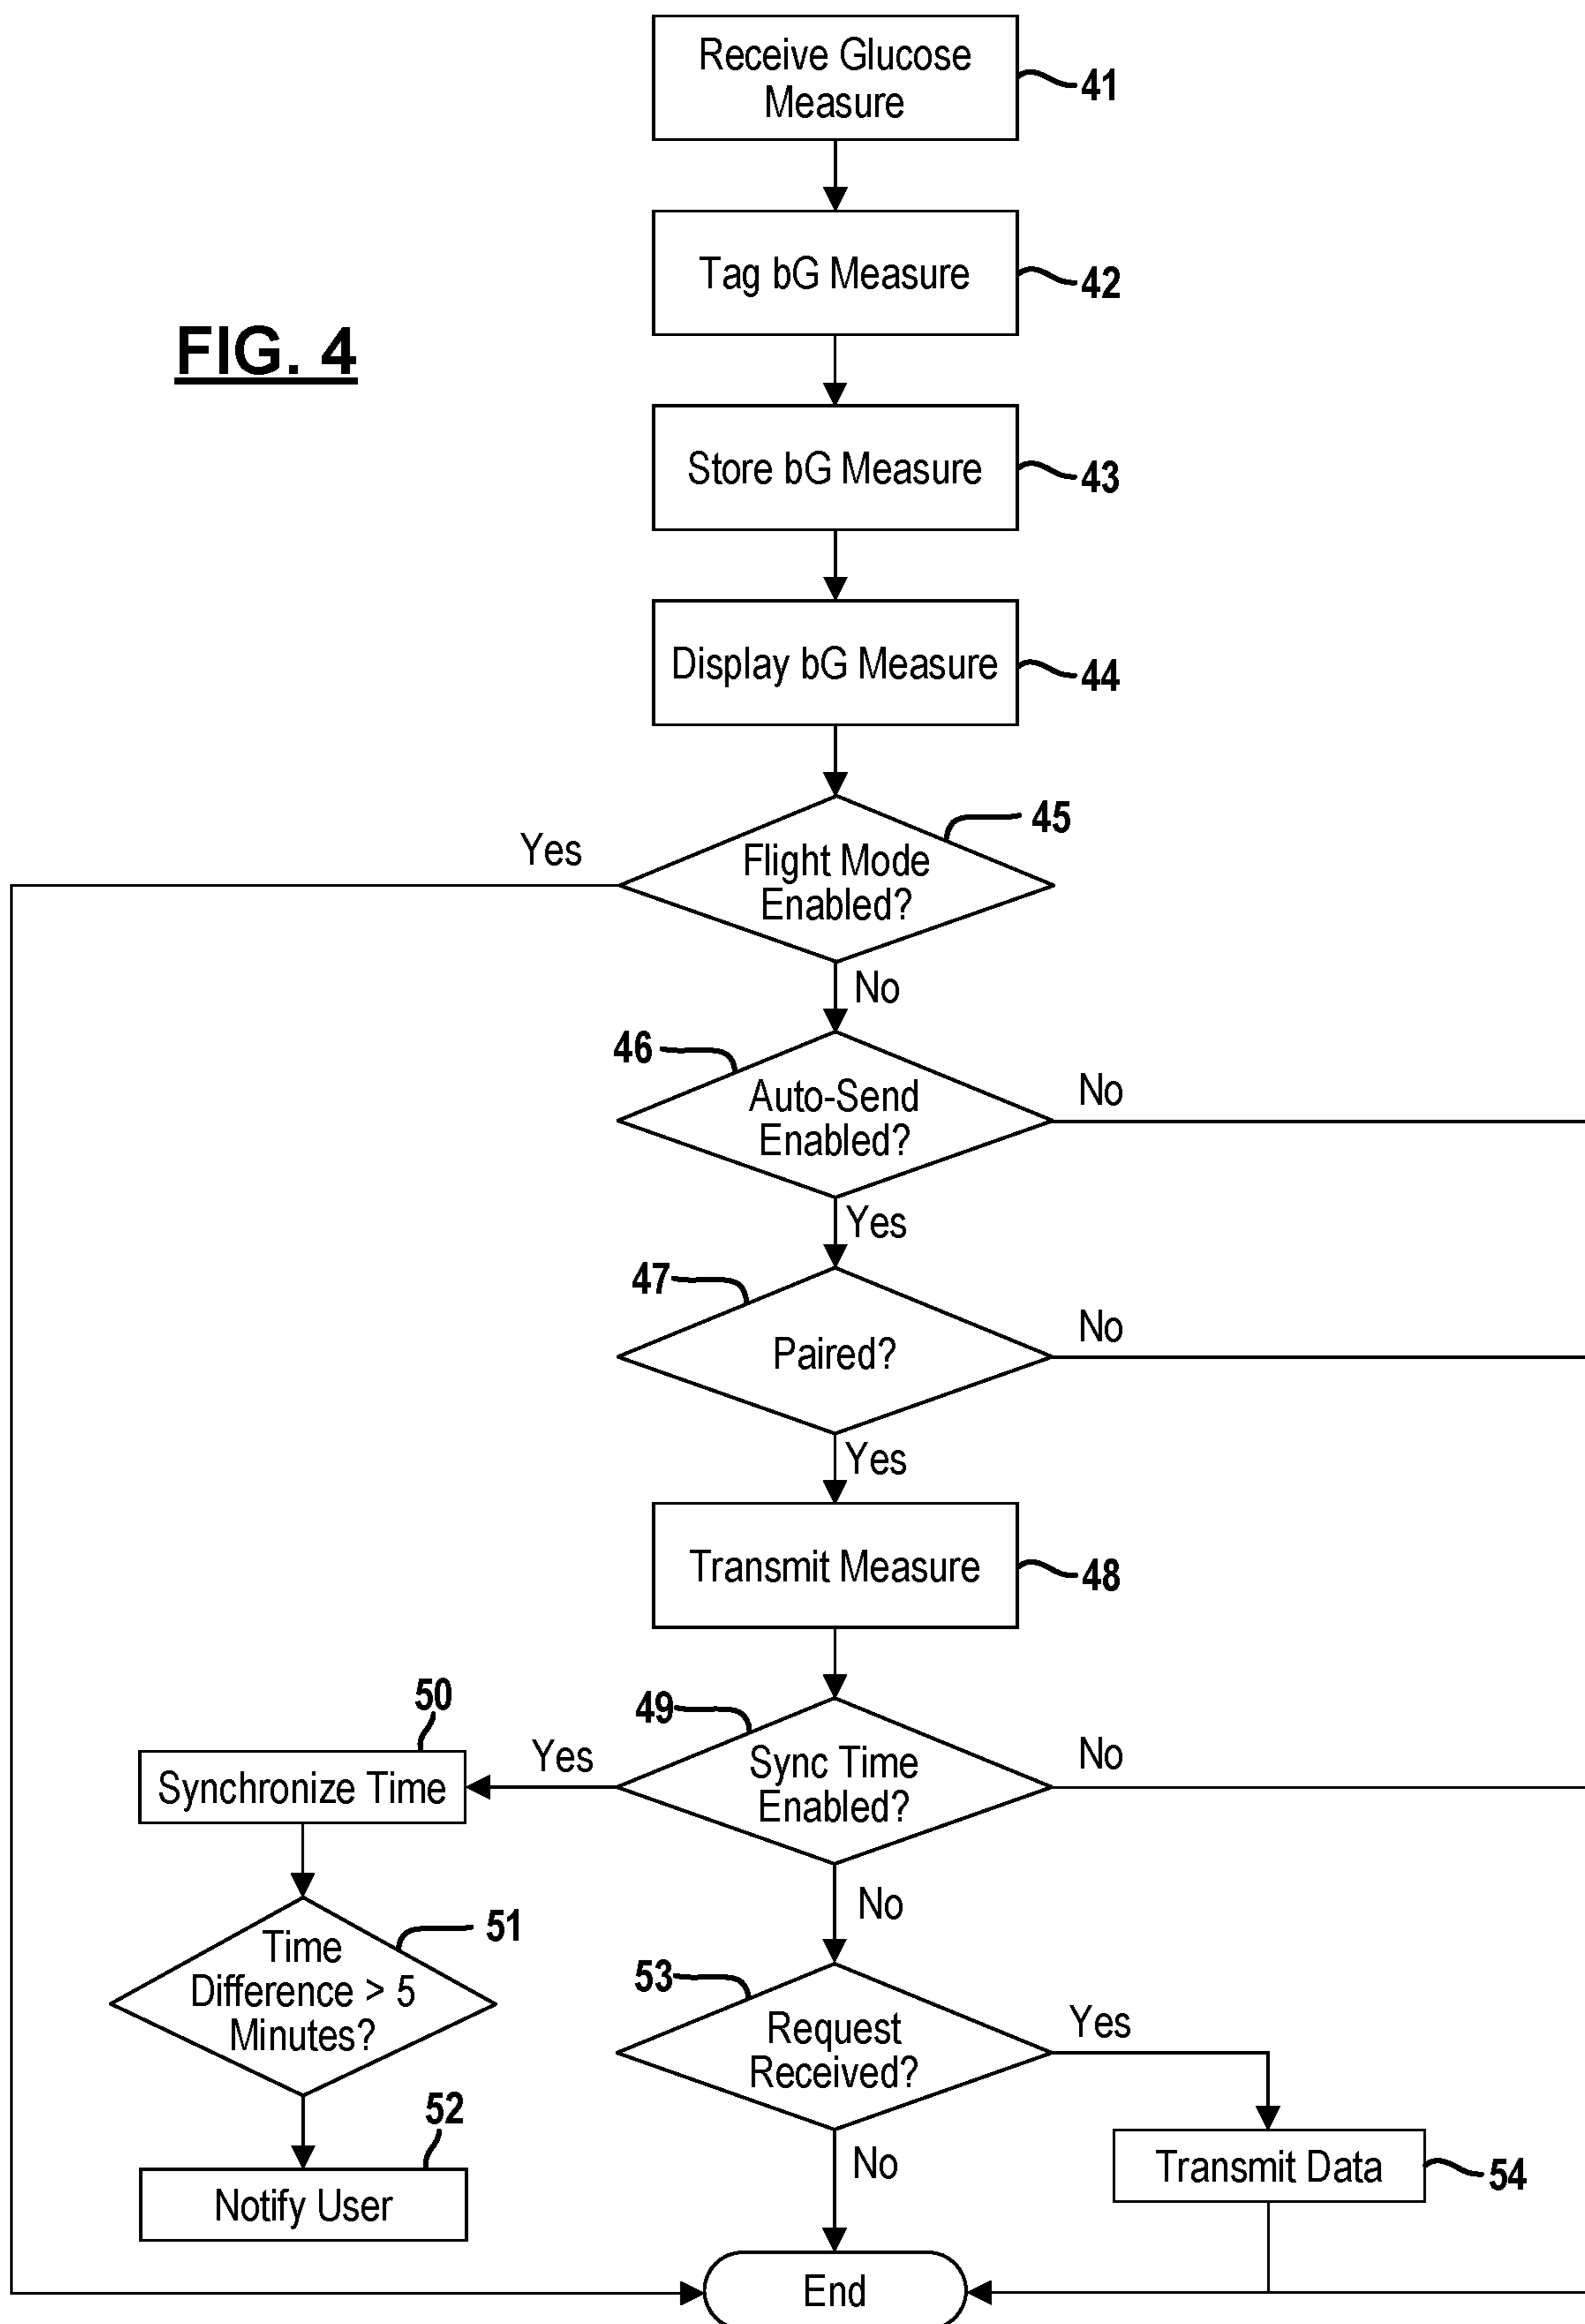 Receive Glucose
Measure
41
Tag bG Measure
42
FIG. 4
Store bG Measure
43
Display bG Measure
44
45
Yes
Flight Mode
Enabled?
No
46
Auto-Send
Enabled?
No
Yes
47
Paired?
No
Yes
Transmit Measure
48
50
49
Synchronize Time
Yes
Sync Time
Enabled?
No
No
51
Time
Difference > 5
Minutes?
53
Request
Received?
Yes
52
Notify User
No
Transmit Data
54
End